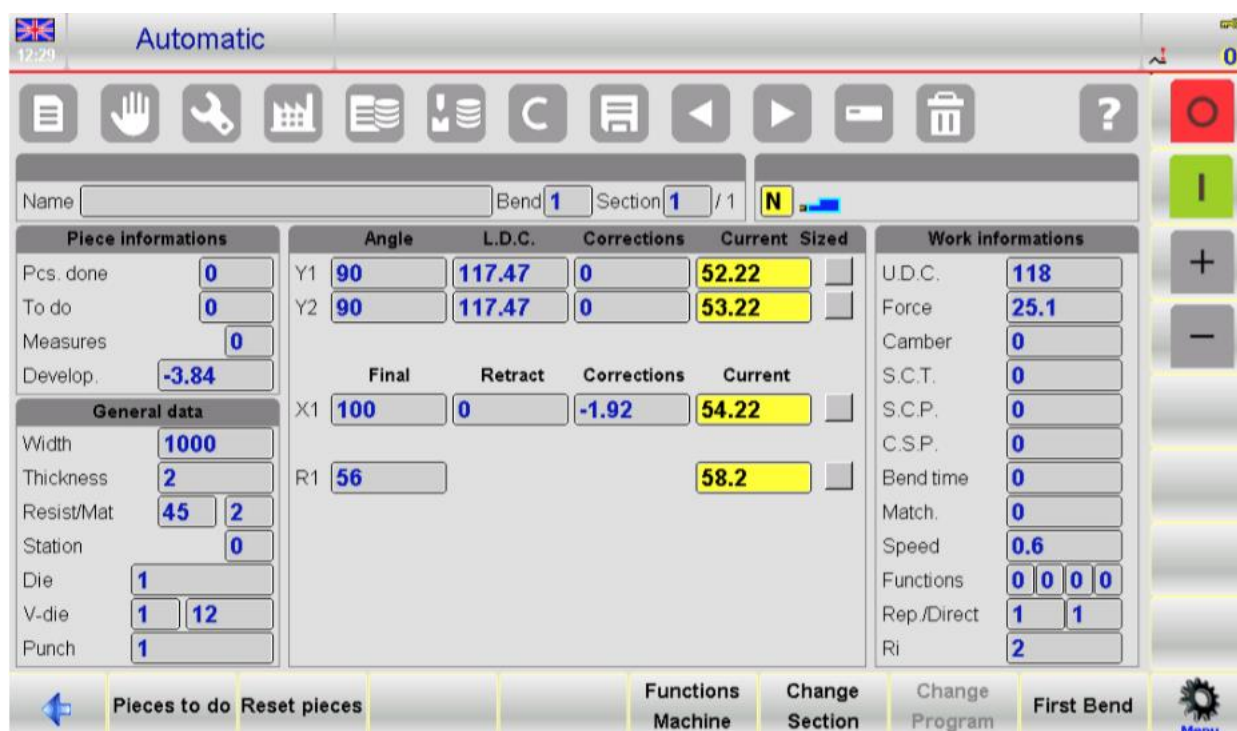 12:29 Automatic 0
C ?
Name Bend 1 Section 1 / 1 N
Piece informations
Pcs. done 0
To do 0
Measures 0
Develop. -3.84
General data
Width 1000
Thickness 2
Resist/Mat 45 2
Station 0
Die 1
V-die 1 12
Punch 1
Angle L.D.C. Corrections Current Sized
Y1 90 117.47 0 52.22
Y2 90 117.47 0 53.22
Final Retract Corrections Current
X1 100 0 -1.92 54.22
R1 56 58.2
Work informations
U.D.C. 118
Force 25.1
Camber 0
S.C.T. 0
S.C.P. 0
C.S.P. 0
Bend time 0
Match. 0
Speed 0.6
Functions 0 0 0 0
Rep./Direct 1 1
Ri 2
Pieces to do
Reset pieces
Functions
Machine
Change
Section
Change
Program
First Bend
Menu